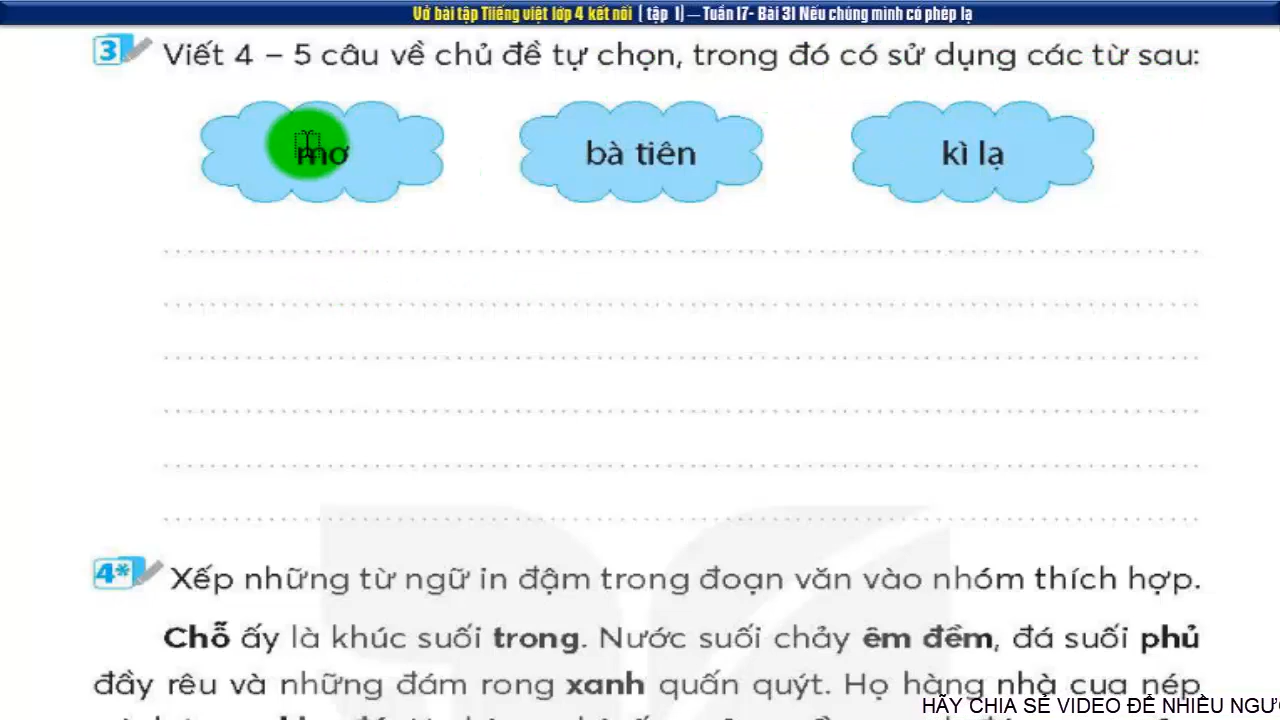 Vở bài tập Tiiếng việt lớp 4 kết nối ( tập 1) — Tuần 17- Bài 31 Nếu chúng mình có phép lạ
3 Viết 4 – 5 câu về chủ đề tự chọn, trong đó có sử dụng các từ sau:
mơ bà tiên kì lạ
4* Xếp những từ ngữ in đậm trong đoạn văn vào nhóm thích hợp.
Chỗ ấy là khúc suối trong. Nước suối chảy êm đềm, đá suối phủ
đầy rêu và những đám rong xanh quấn quýt. Họ hàng nhà cua nép
HÃY CHIA SẺ VIDEO ĐỂ NHIỀU NGƯ